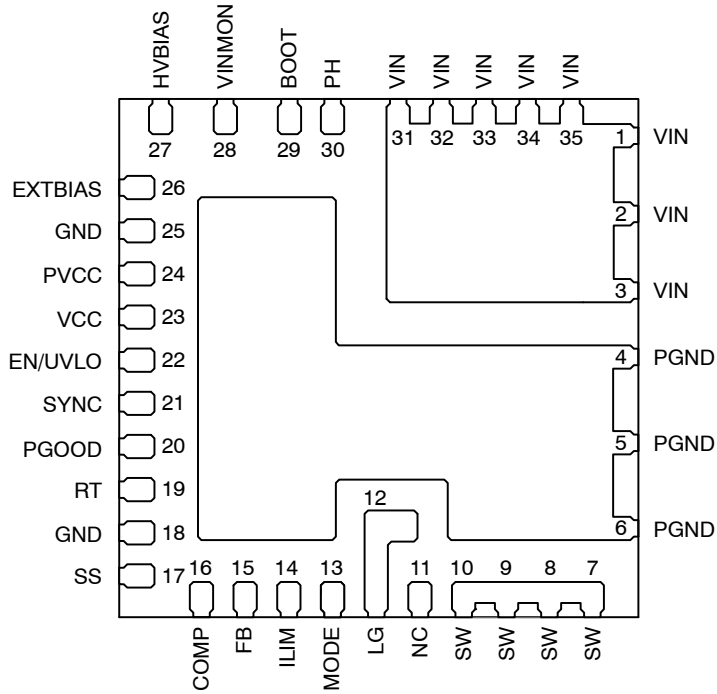 HVBIAS
VINMON
BOOT
PH
VIN
VIN
VIN
VIN
VIN
27
28
29
30
31
32
33
34
35
1 VIN
2 VIN
3 VIN
4 PGND
5 PGND
6 PGND
EXTBIAS 26
GND 25
PVCC 24
VCC 23
EN/UVLO 22
SYNC 21
PGOOD 20
RT 19
GND 18
SS 17
12
16
15
14
13
11
10
9
8
7
COMP
FB
ILIM
MODE
LG
NC
SW
SW
SW
SW